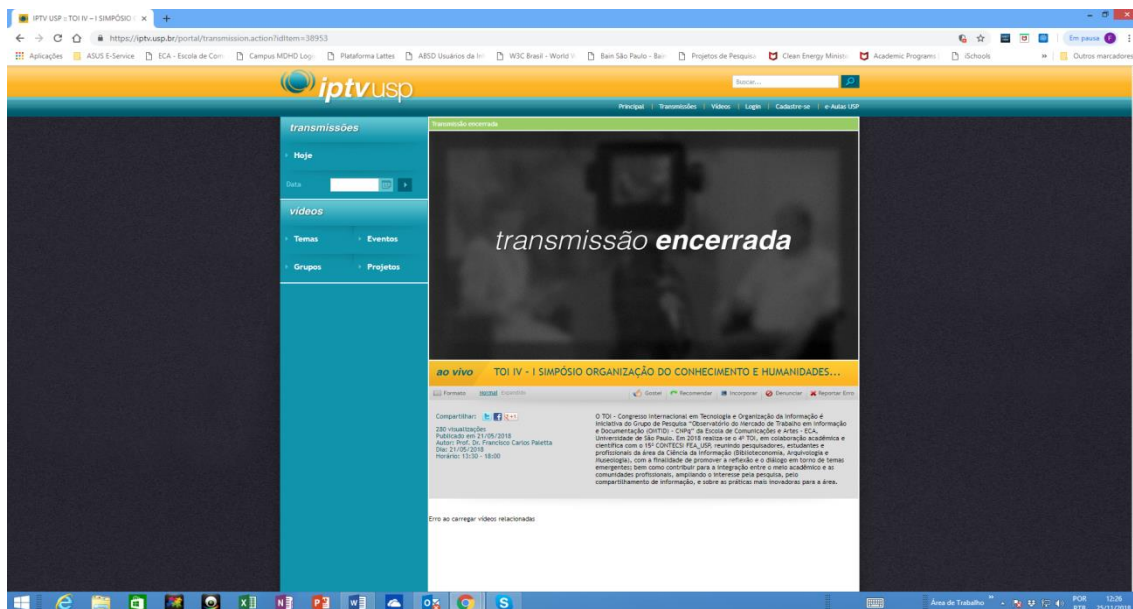 IPTV USP :: TOI IV – I SIMPÓSIO
https://iptv.usp.br/portal/transmission.action?idItem=38953
Em pausa
Aplicações
ASUS E-Service
ECA - Escola de Com
Campus MDHD Logi
Plataforma Lattes
ABSD Usuários da In
W3C Brasil - World W
Bain São Paulo - Bain
Projetos de Pesquisa
Clean Energy Ministe
Academic Programs
iSchools
Outros marcadores
iptvusp
Buscar...
Principal | Transmissões | Vídeos | Login | Cadastre-se | e-Aulas USP
transmissões
Hoje
Data
vídeos
Temas
Eventos
Grupos
Projetos
Transmissão encerrada
transmissão encerrada
ao vivo TOI IV - I SIMPÓSIO ORGANIZAÇÃO DO CONHECIMENTO E HUMANIDADES...
Formato Normal Expandido
Gostei Recomendar Incorporar Denunciar Reportar Erro
Compartilhar:
280 visualizações
Publicado em 21/05/2018
Autor: Prof. Dr. Francisco Carlos Paletta
Dia: 21/05/2018
Horário: 13:30 - 18:00
O TOI - Congresso Internacional em Tecnologia e Organização da Informação é
iniciativa do Grupo de Pesquisa "Observatório do Mercado de Trabalho em Informação
e Documentação (OMTID) - CNPq" da Escola de Comunicações e Artes - ECA,
Universidade de São Paulo. Em 2018 realiza-se o 4º TOI, em colaboração acadêmica e
científica com o 15º CONTECSI FEA_USP, reunindo pesquisadores, estudantes e
profissionais da área da Ciência da Informação (Biblioteconomia, Arquivologia e
Museologia), com a finalidade de promover a reflexão e o diálogo em torno de temas
emergentes; bem como contribuir para a integração entre o meio acadêmico e as
comunidades profissionais, ampliando o interesse pela pesquisa, pelo
compartilhamento de informação, e sobre as práticas mais inovadoras para a área.
Erro ao carregar vídeos relacionados
Área de Trabalho
POR
PTB
12:26
25/11/2018